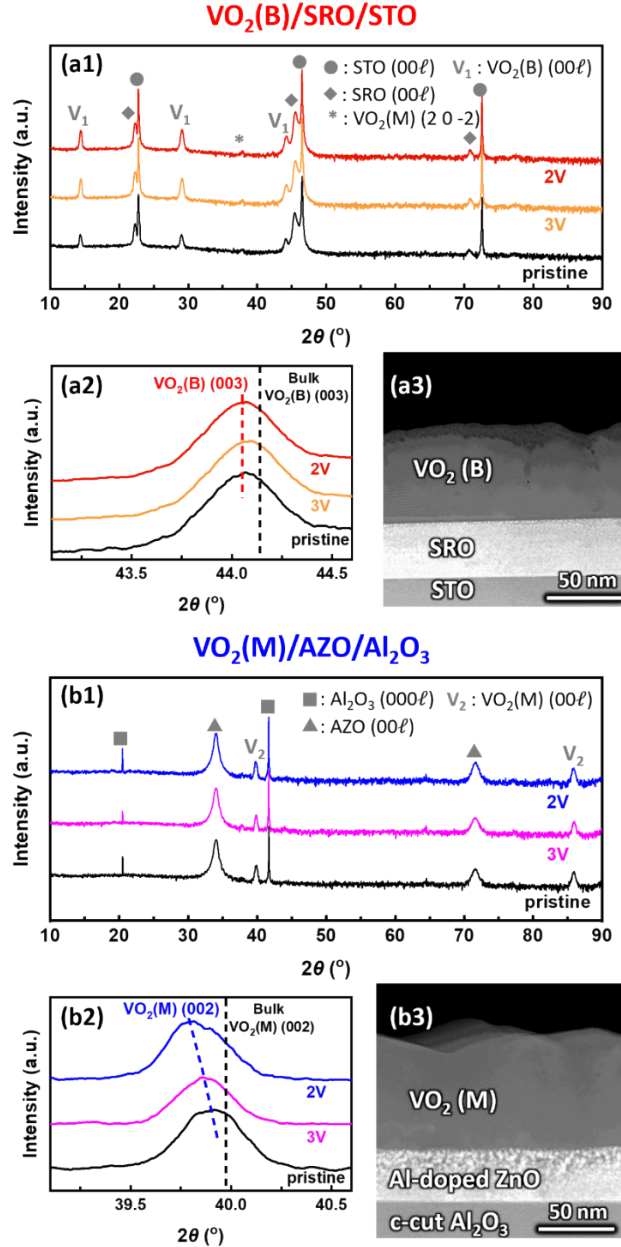 VO₂(B)/SRO/STO
(a1)
● : STO (00ℓ) V₁ : VO₂(B) (00ℓ)
◆ : SRO (00ℓ)
* : VO₂(M) (2 0 -2)
V₁
V₁
*
V₁
2V
3V
pristine
Intensity (a.u.)
10 20 30 40 50 60 70 80 90
2θ (°)
(a2)
VO₂(B) (003)
Bulk
VO₂(B) (003)
2V
3V
pristine
Intensity (a.u.)
43.5 44.0 44.5
2θ (°)
(a3)
VO₂ (B)
SRO
STO
50 nm
VO₂(M)/AZO/Al₂O₃
(b1)
■ : Al₂O₃ (000ℓ) V₂ : VO₂(M) (00ℓ)
▲ : AZO (00ℓ)
V₂
V₂
2V
3V
pristine
Intensity (a.u.)
10 20 30 40 50 60 70 80 90
2θ (°)
(b2)
VO₂(M) (002)
Bulk
VO₂(M) (002)
2V
3V
pristine
Intensity (a.u.)
39.5 40.0 40.5
2θ (°)
(b3)
VO₂ (M)
Al-doped ZnO
c-cut Al₂O₃
50 nm